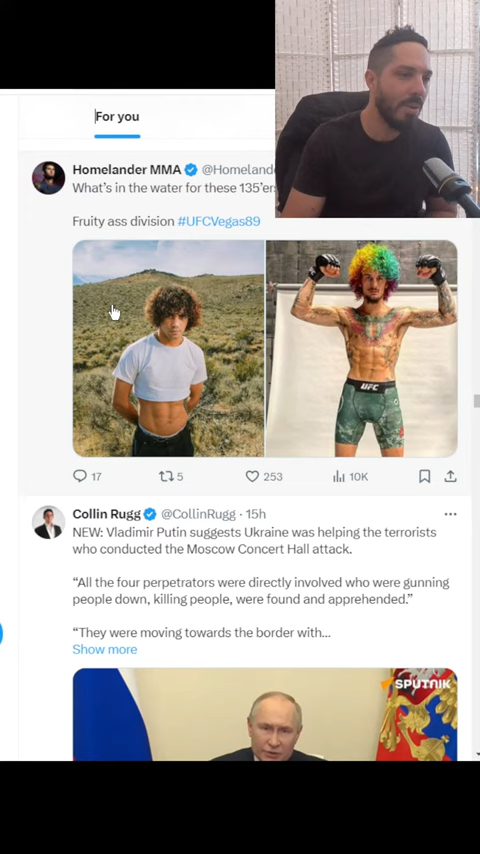 For you
Homelander MMA @Homeland
What's in the water for these 135'ers
Fruity ass division #UFCVegas89
UFC
17 5 253 10K
Collin Rugg @CollinRugg · 15h
NEW: Vladimir Putin suggests Ukraine was helping the terrorists
who conducted the Moscow Concert Hall attack.
“All the four perpetrators were directly involved who were gunning
people down, killing people, were found and apprehended.”
“They were moving towards the border with...
Show more
SPUTNIK